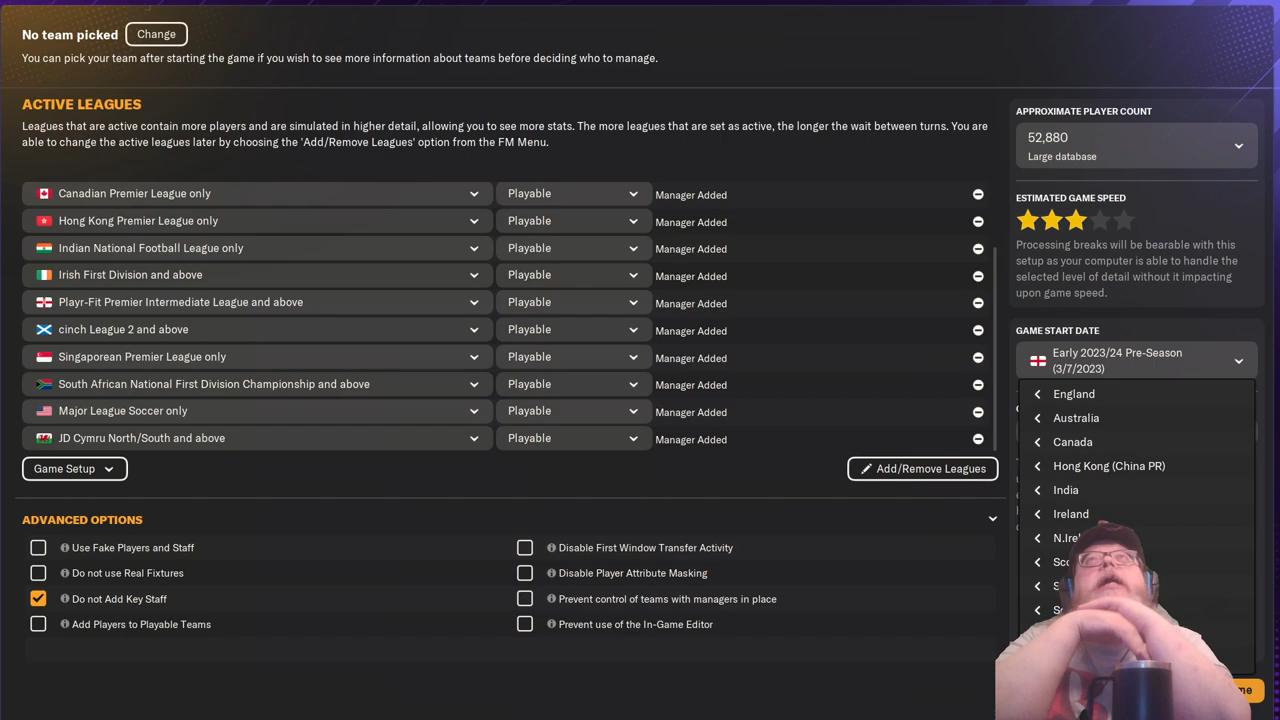 No team picked
Change
You can pick your team after starting the game if you wish to see more information about teams before deciding who to manage.
ACTIVE LEAGUES
Leagues that are active contain more players and are simulated in higher detail, allowing you to see more stats. The more leagues that are set as active, the longer the wait between turns. You are
able to change the active leagues later by choosing the 'Add/Remove Leagues' option from the FM Menu.
Canadian Premier League only Playable Manager Added
Hong Kong Premier League only Playable Manager Added
Indian National Football League only Playable Manager Added
Irish First Division and above Playable Manager Added
Playr-Fit Premier Intermediate League and above Playable Manager Added
cinch League 2 and above Playable Manager Added
Singaporean Premier League only Playable Manager Added
South African National First Division Championship and above Playable Manager Added
Major League Soccer only Playable Manager Added
JD Cymru North/South and above Playable Manager Added
Game Setup
Add/Remove Leagues
ADVANCED OPTIONS
Use Fake Players and Staff
Disable First Window Transfer Activity
Do not use Real Fixtures
Disable Player Attribute Masking
Do not Add Key Staff
Prevent control of teams with managers in place
Add Players to Playable Teams
Prevent use of the In-Game Editor
APPROXIMATE PLAYER COUNT
52,880
Large database
ESTIMATED GAME SPEED
Processing breaks will be bearable with this
setup as your computer is able to handle the
selected level of detail without it impacting
upon game speed.
GAME START DATE
Early 2023/24 Pre-Season
(3/7/2023)
England
Australia
Canada
Hong Kong (China PR)
India
Ireland